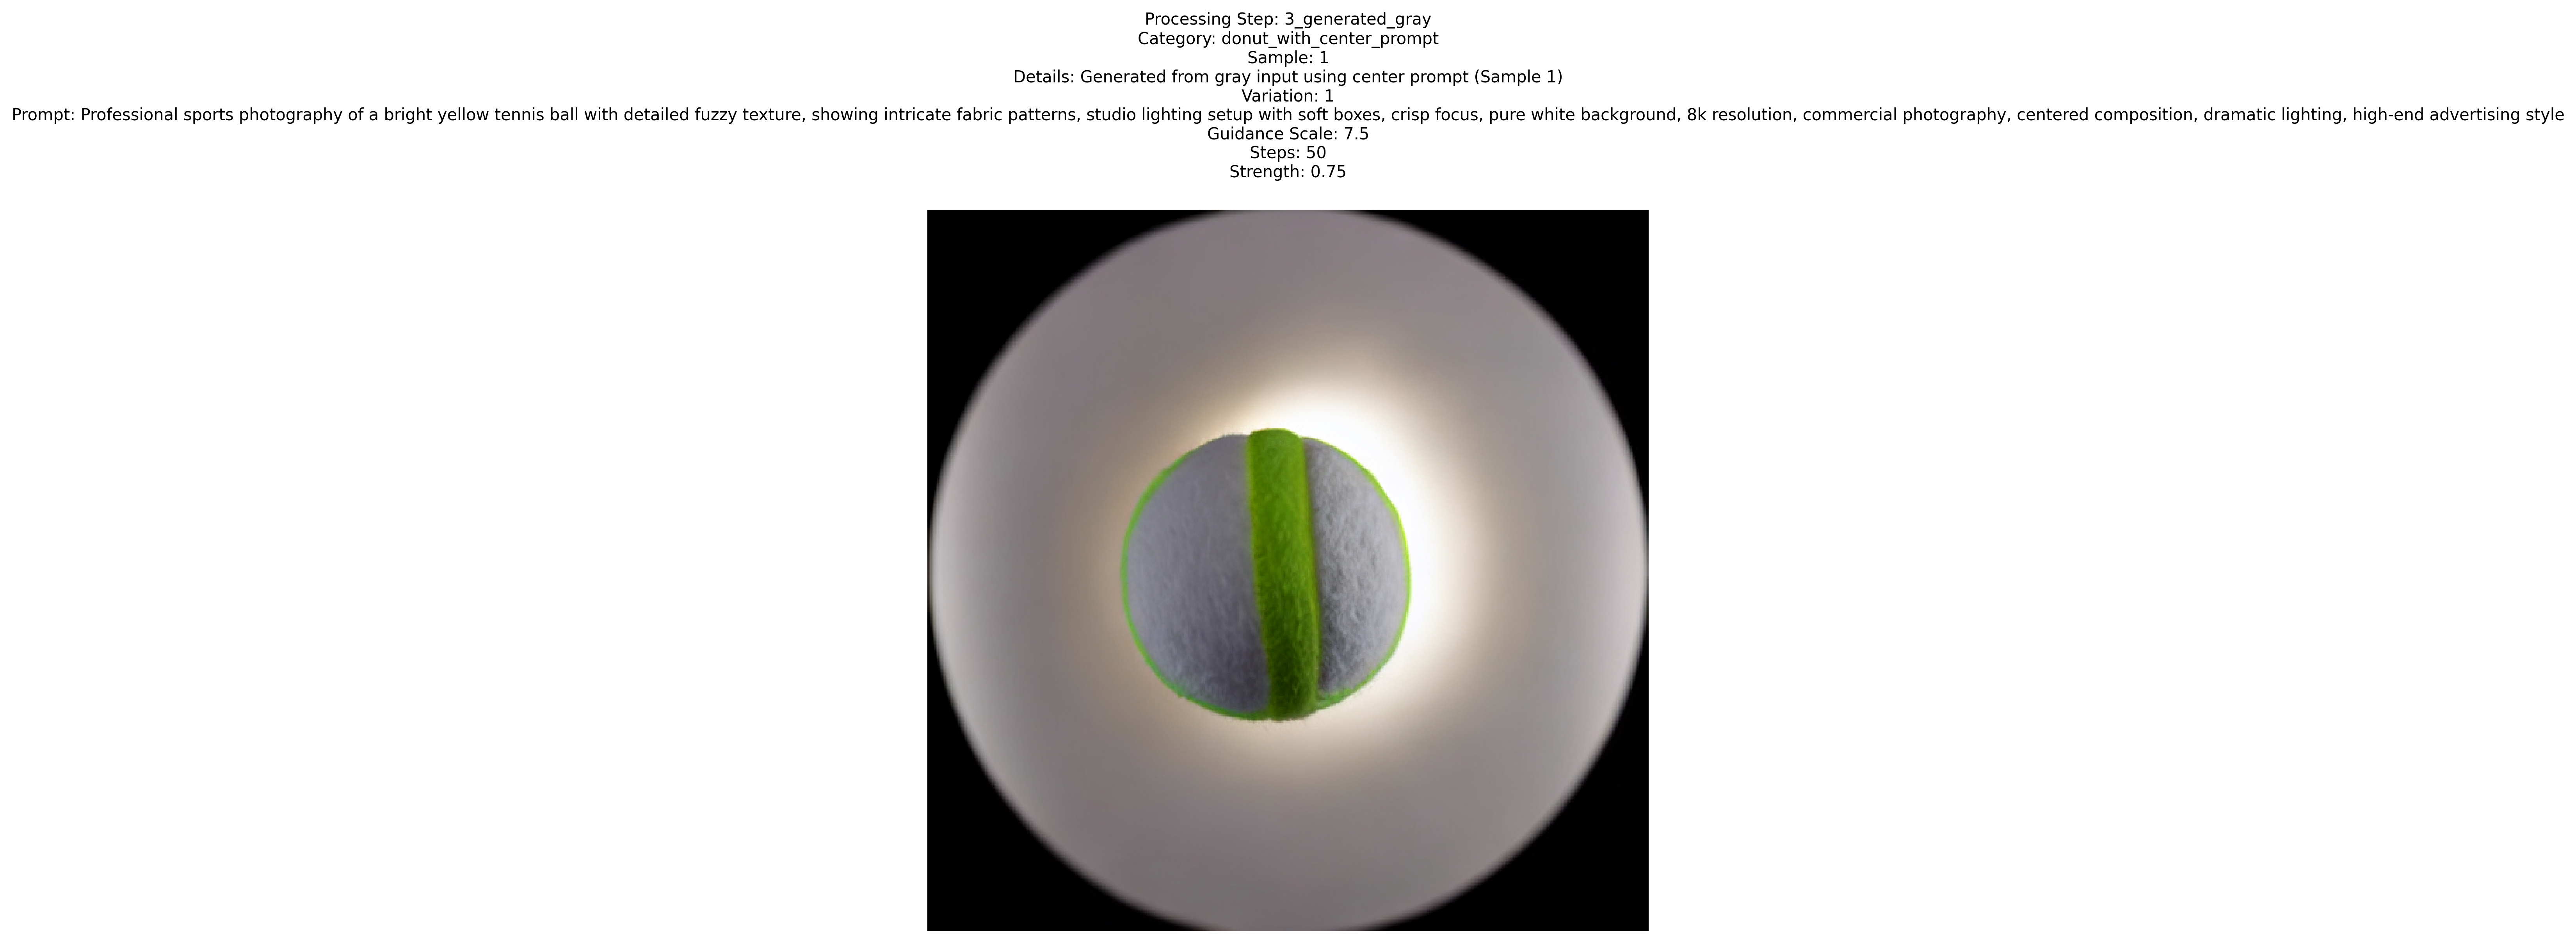 Processing Step: 3_generated_gray
Category: donut_with_center_prompt
Sample: 1
Details: Generated from gray input using center prompt (Sample 1)
Variation: 1
Prompt: Professional sports photography of a bright yellow tennis ball with detailed fuzzy texture, showing intricate fabric patterns, studio lighting setup with soft boxes, crisp focus, pure white background, 8k resolution, commercial photography, centered composition, dramatic lighting, high-end advertising style
Guidance Scale: 7.5
Steps: 50
Strength: 0.75